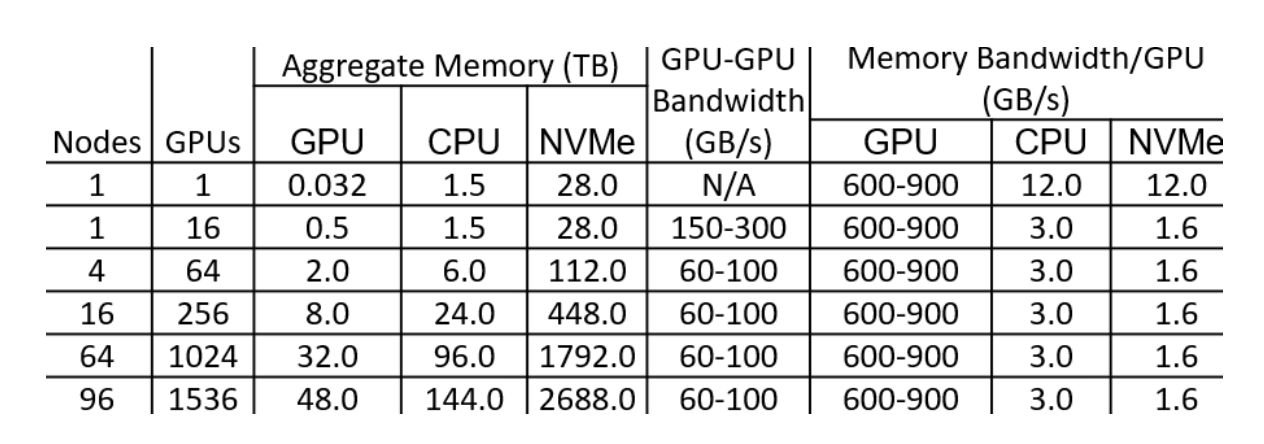 Aggregate Memory (TB) GPU-GPU Memory Bandwidth/GPU
Bandwidth (GB/s)
Nodes GPUs GPU CPU NVMe (GB/s) GPU CPU NVMe
1 1 0.032 1.5 28.0 N/A 600-900 12.0 12.0
1 16 0.5 1.5 28.0 150-300 600-900 3.0 1.6
4 64 2.0 6.0 112.0 60-100 600-900 3.0 1.6
16 256 8.0 24.0 448.0 60-100 600-900 3.0 1.6
64 1024 32.0 96.0 1792.0 60-100 600-900 3.0 1.6
96 1536 48.0 144.0 2688.0 60-100 600-900 3.0 1.6